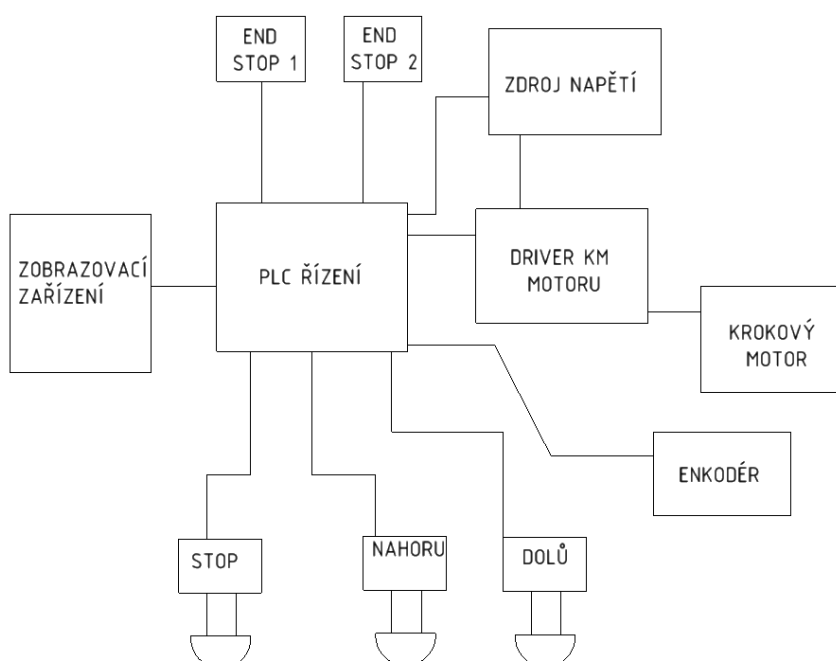 END
STOP 1
END
STOP 2
ZDROJ NAPĚTÍ
ZOBRAZOVACÍ
ZAŘÍZENÍ
PLC ŘÍZENÍ
DRIVER KM
MOTORU
KROKOVÝ
MOTOR
ENKODÉR
STOP
NAHORU
DOLŮ